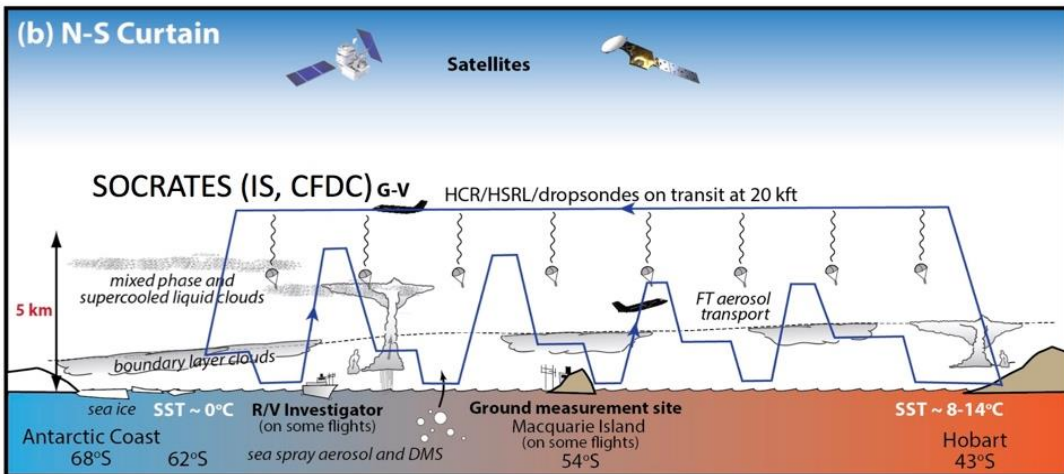 (b) N-S Curtain
Satellites
SOCRATES (IS, CFDC) G-V
HCR/HSRL/dropsondes on transit at 20 kft
mixed phase and
supercooled liquid clouds
5 km
FT aerosol
transport
boundary layer clouds
sea ice
SST ~ 0°C
R/V Investigator
(on some flights)
sea spray aerosol and DMS
Ground measurement site
Macquarie Island
(on some flights)
54°S
SST ~ 8-14°C
Antarctic Coast
68°S
62°S
Hobart
43°S